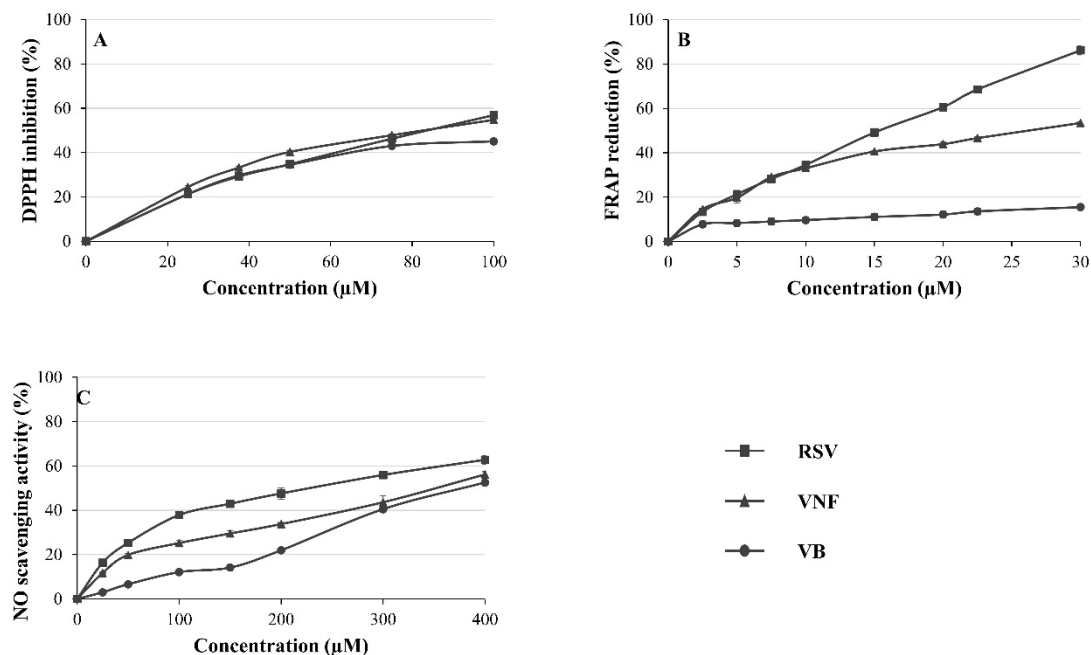 A
DPPH inhibition (%)
100
80
60
40
20
0
0 20 40 60 80 100
Concentration (µM)
B
FRAP reduction (%)
100
80
60
40
20
0
0 5 10 15 20 25 30
Concentration (µM)
C
NO scavenging activity (%)
100
80
60
40
20
0
0 100 200 300 400
Concentration (µM)
RSV
VNF
VB